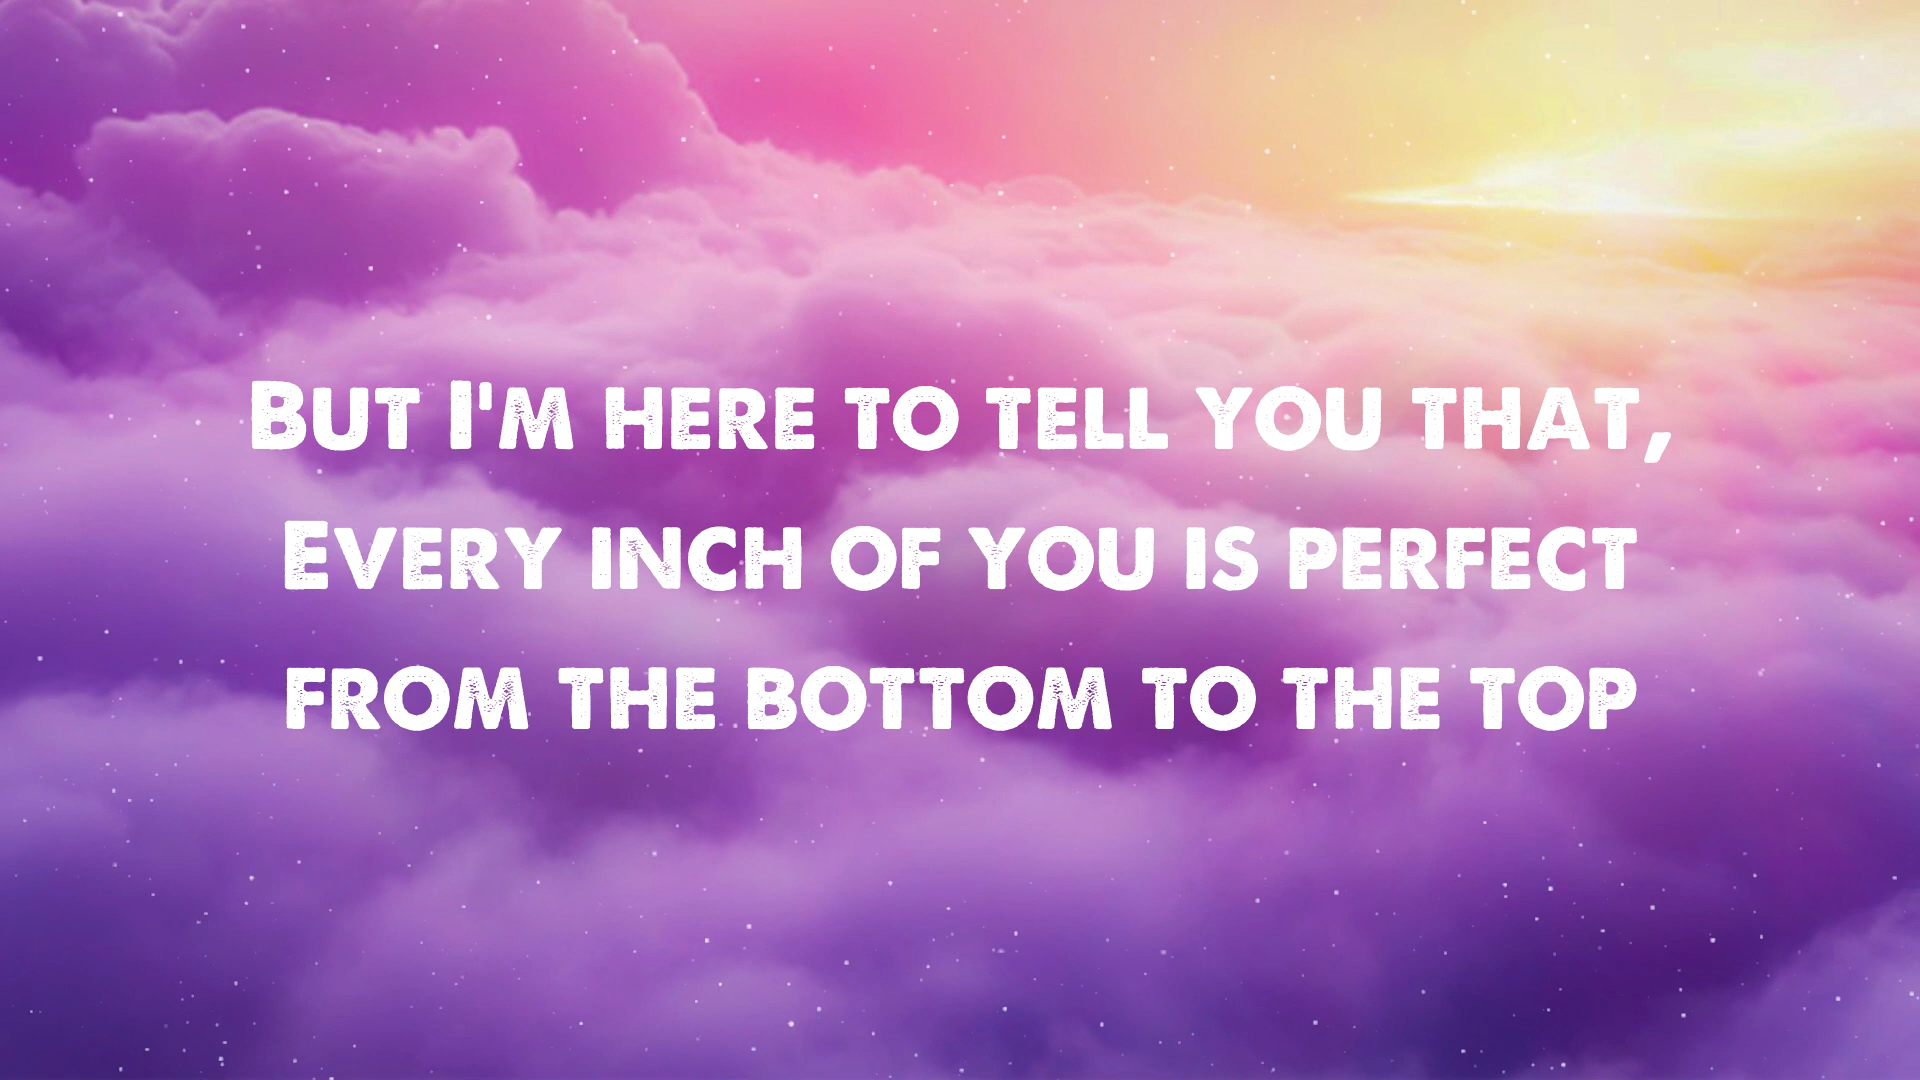 But I'm here to tell you that,
Every inch of you is perfect
from the bottom to the top